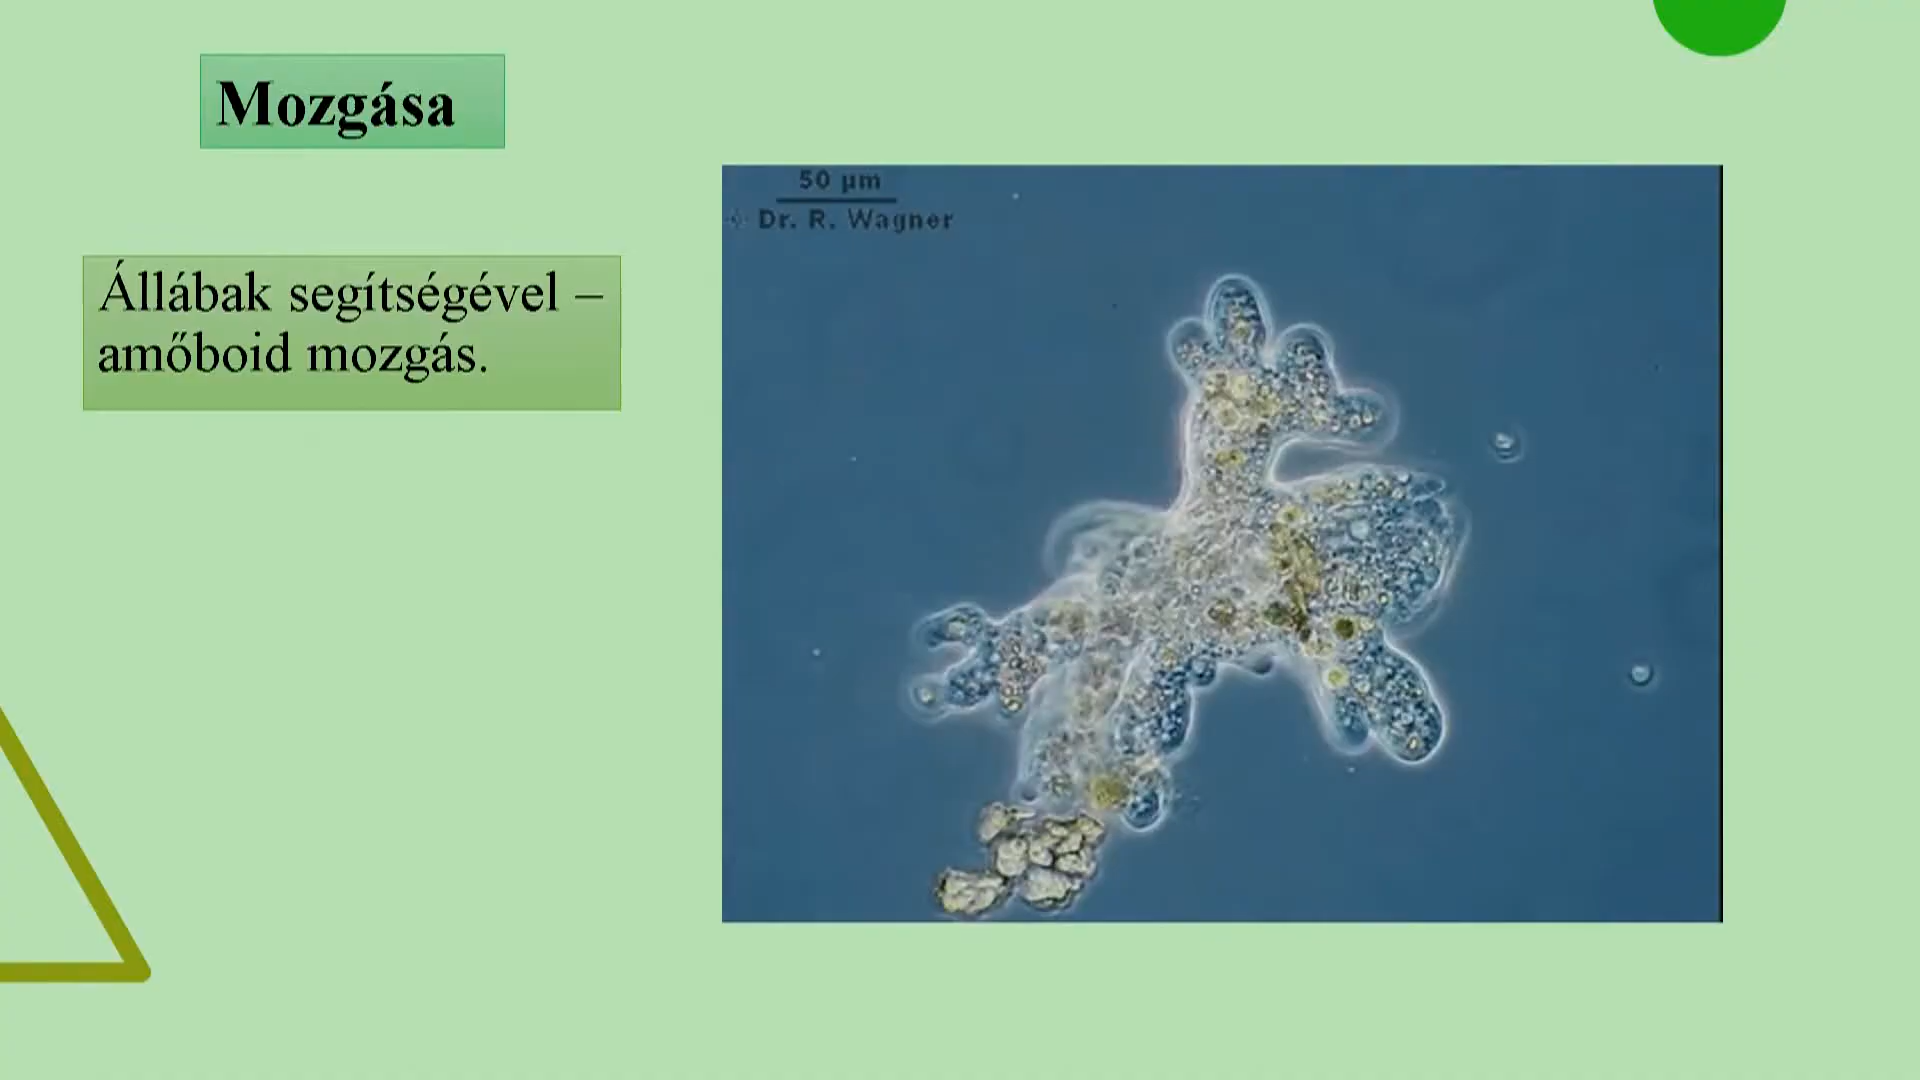 Mozgása
Állábak segítségével –
amőboid mozgás.
50 µm
Dr. R. Wagner